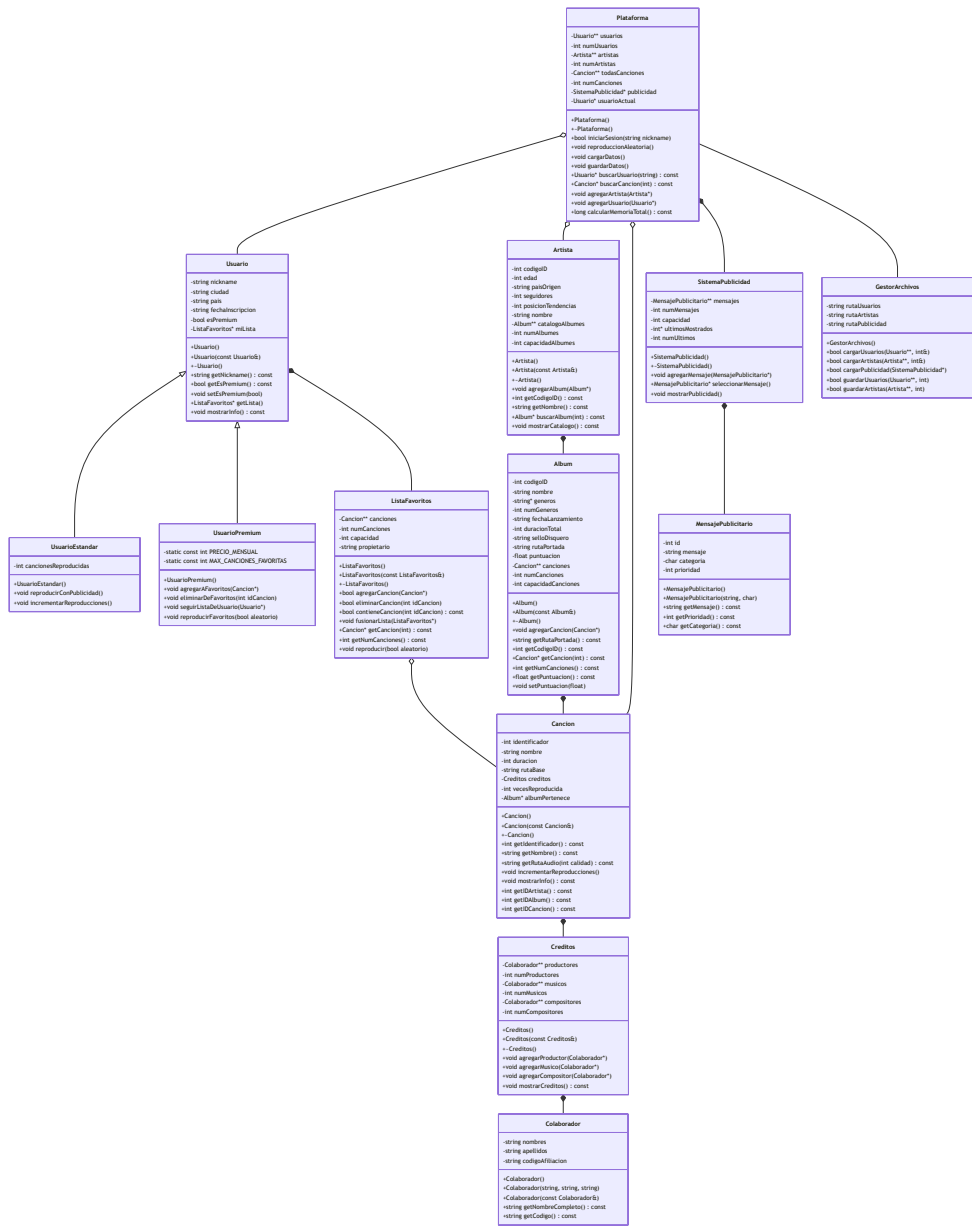 Plataforma
-Usuario** usuarios
-int numUsuarios
-Artista** artistas
-int numArtistas
-Cancion** todasCanciones
-int numCanciones
-SistemaPublicidad* publicidad
-Usuario* usuarioActual
+Plataforma()
+~Plataforma()
+bool iniciarSesion(string nickname)
+void reproduccionAleatoria()
+void cargarDatos()
+void guardarDatos()
+Usuario* buscarUsuario(string) : const
+Cancion* buscarCancion(int) : const
+void agregarArtista(Artista*)
+void agregarUsuario(Usuario*)
+long calcularMemoriaTotal() : const
Usuario
-string nickname
-string ciudad
-string pais
-string fechaInscripcion
-bool esPremium
-ListaFavoritos* miLista
+Usuario()
+Usuario(const Usuario&)
+~Usuario()
+string getNickname() : const
+bool getEsPremium() : const
+void setEsPremium(bool)
+ListaFavoritos* getLista()
+void mostrarInfo() : const
Artista
-int codigoID
-int edad
-string paisOrigen
-int seguidores
-int posicionTendencias
-string nombre
-Album** catalogoAlbumes
-int numAlbumes
-int capacidadAlbumes
+Artista()
+Artista(const Artista&)
+~Artista()
+void agregarAlbum(Album*)
+int getCodigoID() : const
+string getNombre() : const
+Album* buscarAlbum(int) : const
+void mostrarCatalogo() : const
SistemaPublicidad
-MensajePublicitario** mensajes
-int numMensajes
-int capacidad
-int* ultimosMostrados
-int numUltimos
+SistemaPublicidad()
+~SistemaPublicidad()
+void agregarMensaje(MensajePublicitario*)
+MensajePublicitario* seleccionarMensaje()
+void mostrarPublicidad()
GestorArchivos
-string rutaUsuarios
-string rutaArtistas
-string rutaPublicidad
+GestorArchivos()
+bool cargarUsuarios(Usuario**, int&)
+bool cargarArtistas(Artista**, int&)
+bool cargarPublicidad(SistemaPublicidad*)
+bool guardarUsuarios(Usuario**, int)
+bool guardarArtistas(Artista**, int)
UsuarioEstandar
-int cancionesReproducidas
+UsuarioEstandar()
+void reproducirConPublicidad()
+void incrementarReproducciones()
UsuarioPremium
-static const int PRECIO_MENSUAL
-static const int MAX_CANCIONES_FAVORITAS
+UsuarioPremium()
+void agregarAFavoritos(Cancion*)
+void eliminarDeFavoritos(int idCancion)
+void seguirListaDeUsuario(Usuario*)
+void reproducirFavoritos(bool aleatorio)
ListaFavoritos
-Cancion** canciones
-int numCanciones
-int capacidad
-string propietario
+ListaFavoritos()
+ListaFavoritos(const ListaFavoritos&)
+~ListaFavoritos()
+bool agregarCancion(Cancion*)
+bool eliminarCancion(int idCancion)
+bool contieneCancion(int idCancion) : const
+void fusionarLista(ListaFavoritos*)
+Cancion* getCancion(int) : const
+int getNumCanciones() : const
+void reproducir(bool aleatorio)
Album
-int codigoID
-string nombre
-string* generos
-int numGeneros
-string fechaLanzamiento
-int duracionTotal
-string selloDisquero
-string rutaPortada
-float puntuacion
-Cancion** canciones
-int numCanciones
-int capacidadCanciones
+Album()
+Album(const Album&)
+~Album()
+void agregarCancion(Cancion*)
+string getRutaPortada() : const
+int getCodigoID() : const
+Cancion* getCancion(int) : const
+int getNumCanciones() : const
+float getPuntuacion() : const
+void setPuntuacion(float)
MensajePublicitario
-int id
-string mensaje
-char categoria
-int prioridad
+MensajePublicitario()
+MensajePublicitario(string, char)
+string getMensaje() : const
+int getPrioridad() : const
+char getCategoria() : const
Cancion
-int identificador
-string nombre
-int duracion
-string rutaBase
-Creditos creditos
-int vecesReproducida
-Album* albumPertenece
+Cancion()
+Cancion(const Cancion&)
+~Cancion()
+int getIdentificador() : const
+string getNombre() : const
+string getRutaAudio(int calidad) : const
+void incrementarReproducciones()
+void mostrarInfo() : const
+int getIDArtista() : const
+int getIDAlbum() : const
+int getIDCancion() : const
Creditos
-Colaborador** productores
-int numProductores
-Colaborador** musicos
-int numMusicos
-Colaborador** compositores
-int numCompositores
+Creditos()
+Creditos(const Creditos&)
+~Creditos()
+void agregarProductor(Colaborador*)
+void agregarMusico(Colaborador*)
+void agregarCompositor(Colaborador*)
+void mostrarCreditos() : const
Colaborador
-string nombres
-string apellidos
-string codigoAfiliacion
+Colaborador()
+Colaborador(string, string, string)
+Colaborador(const Colaborador&)
+string getNombreCompleto() : const
+string getCodigo() : const